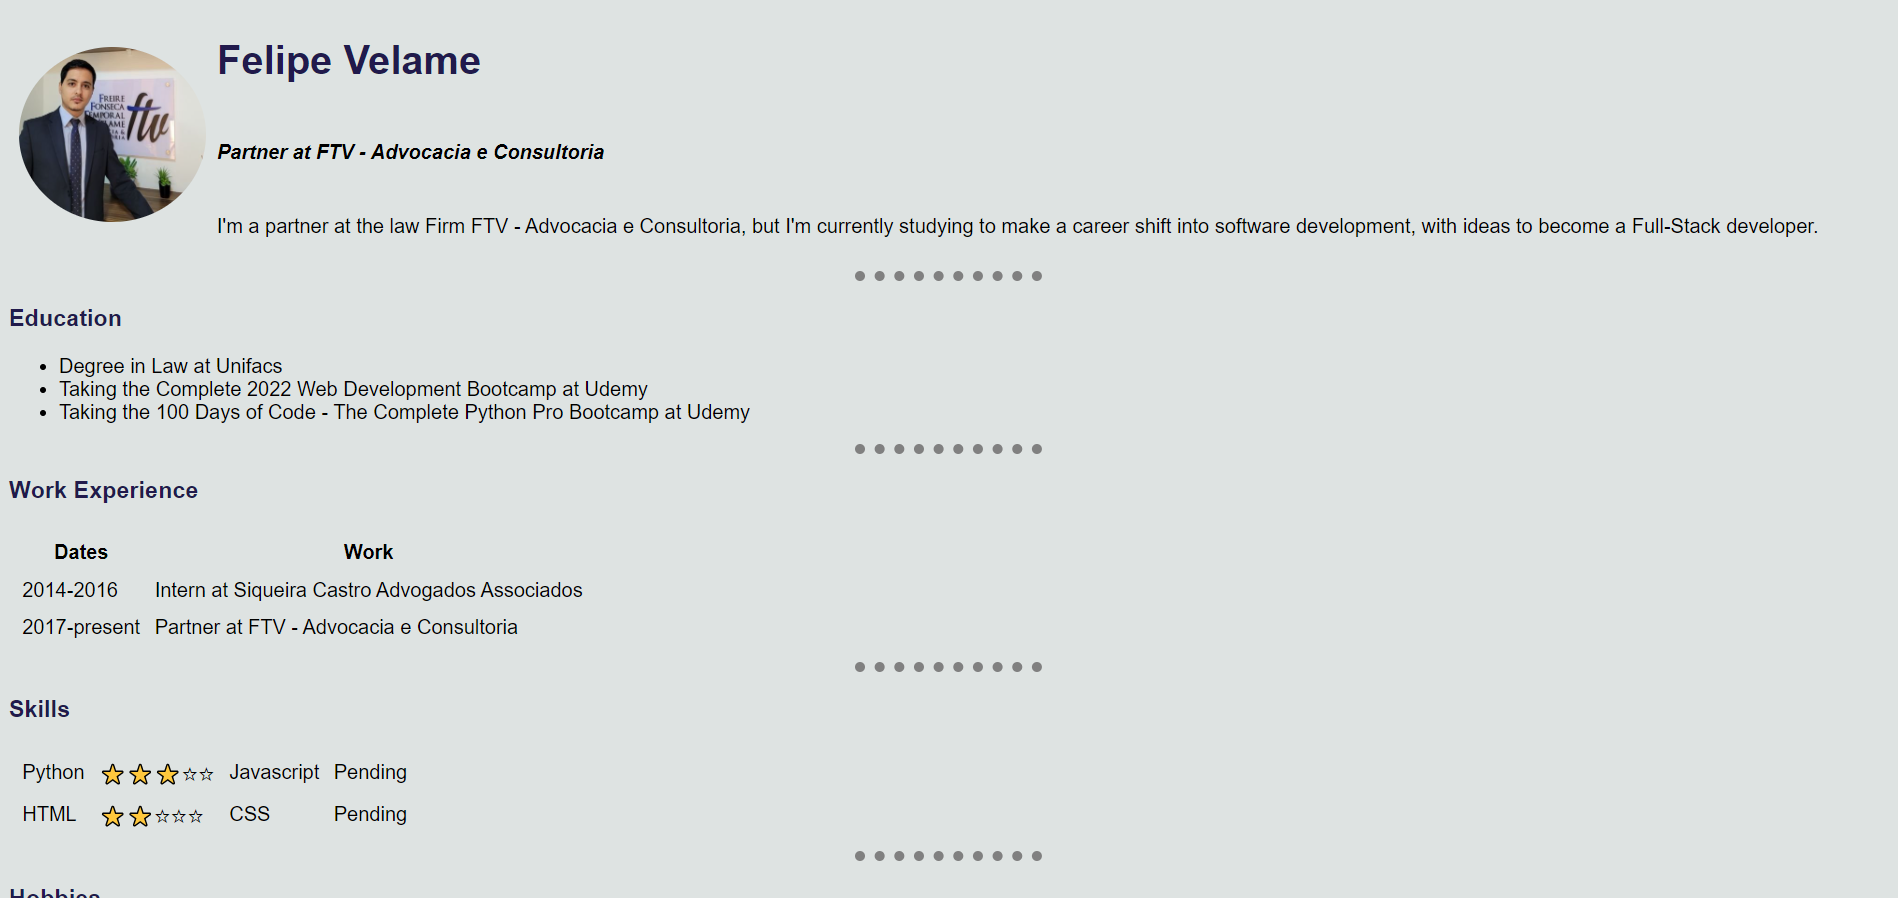 Felipe Velame
FREIRE
FONSECA
ftv
Partner at FTV - Advocacia e Consultoria
I'm a partner at the law Firm FTV - Advocacia e Consultoria, but I'm currently studying to make a career shift into software development, with ideas to become a Full-Stack developer.
Education
• Degree in Law at Unifacs
• Taking the Complete 2022 Web Development Bootcamp at Udemy
• Taking the 100 Days of Code - The Complete Python Pro Bootcamp at Udemy
Work Experience
Dates Work
2014-2016 Intern at Siqueira Castro Advogados Associados
2017-present Partner at FTV - Advocacia e Consultoria
Skills
Python ⭐⭐⭐☆☆ Javascript Pending
HTML ⭐⭐☆☆☆ CSS Pending
Hobbies